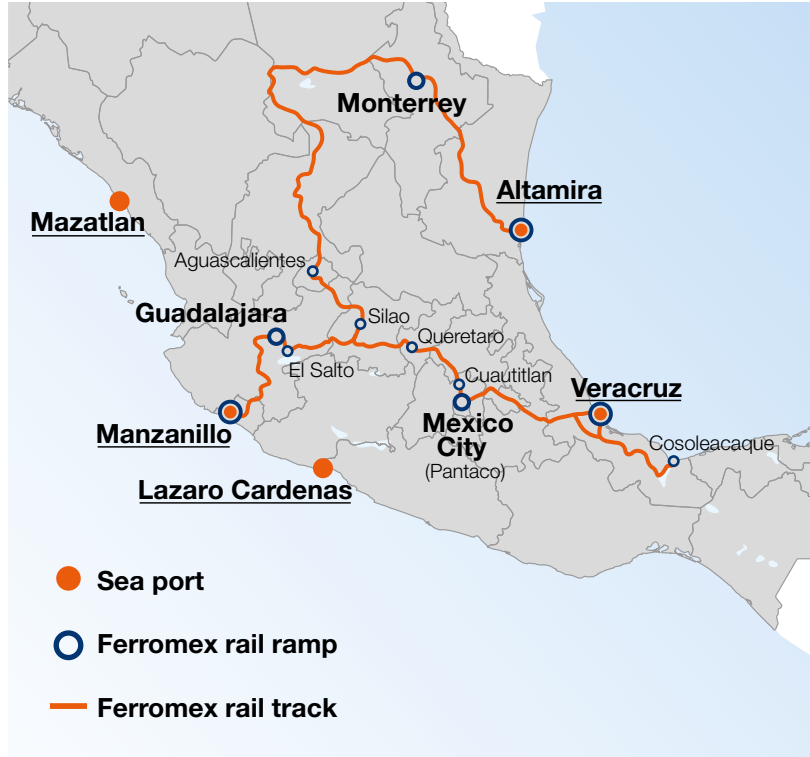 Monterrey
Altamira
Mazatlan
Aguascalientes
Guadalajara
Silao
Queretaro
El Salto
Cuautitlan
Veracruz
Manzanillo
Mexico
City
(Pantaco)
Cosoleacaque
Lazaro Cardenas
Sea port
Ferromex rail ramp
Ferromex rail track